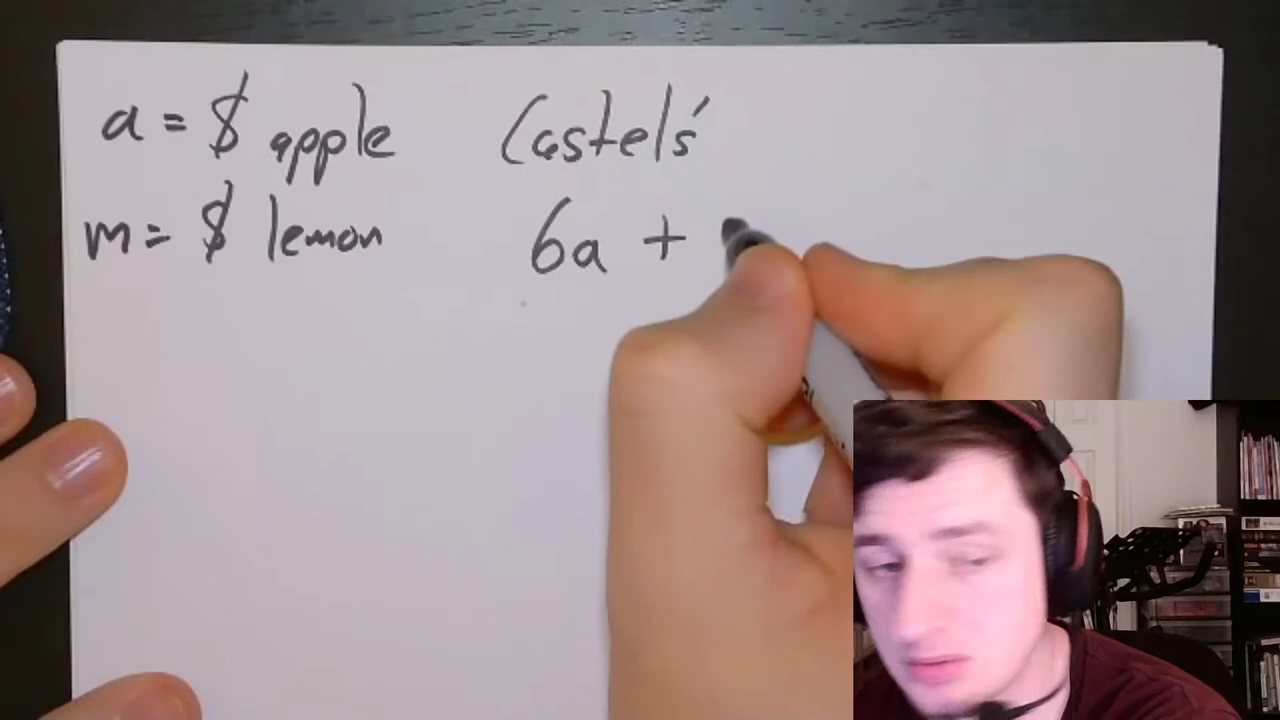 a = $ apple
m = $ lemon
Castel's
6a +